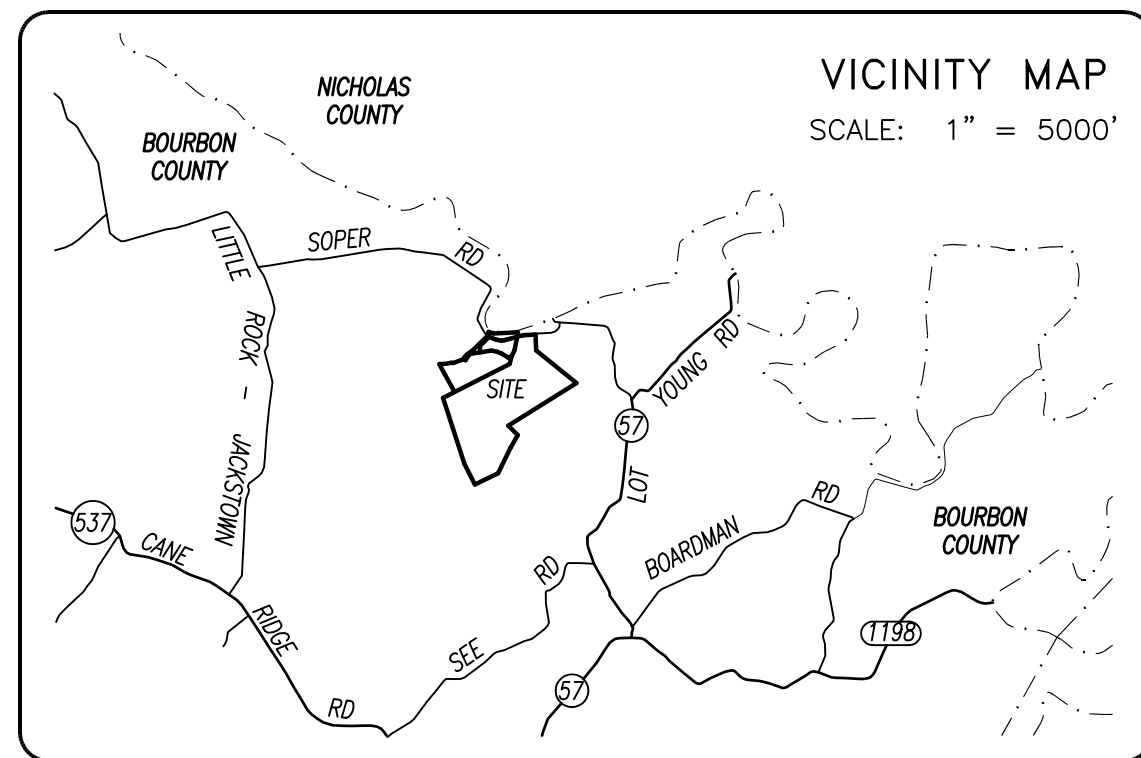 VICINITY MAP
SCALE: 1" = 5000'
NICHOLAS
COUNTY
BOURBON
COUNTY
LITTLE ROCK - JACKSTOWN
SOPER RD
SITE
YOUNG RD
57
LOT
537
CANE RIDGE RD
SEE RD
BOARDMAN RD
BOURBON
COUNTY
1198
57